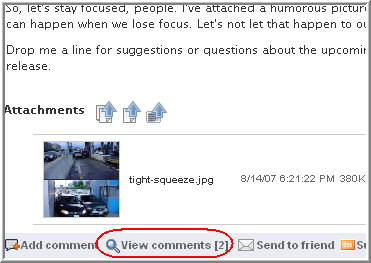 So, let's stay focused, people. I've attached a humorous pictur
can happen when we lose focus. Let's not let that happen to ou
Drop me a line for suggestions or questions about the upcomin
release.
Attachments
tight-squeeze.jpg 8/14/07 6:21:22 PM 380K
Add comment View comments [2] Send to friend Su